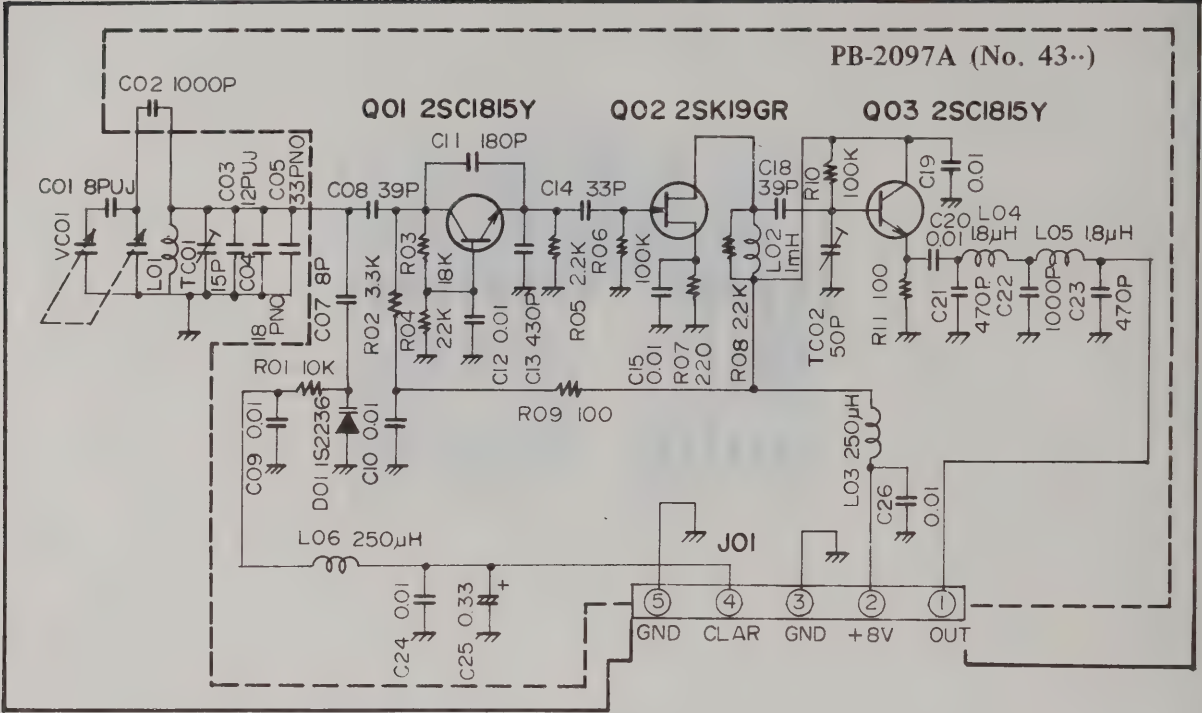 PB-2097A (No. 43··)
C02 1000P
Q01 2SC1815Y
Q02 2SK19GR
Q03 2SC1815Y
C11 180P
C01 8PUJ
VC01
L01
TC01
15P
C03
12PUJ
C04
18 PNO
C05
33PNO
C08 39P
C07 8P
R02 3.3K
R03
18K
R04
22K
C12 0.01
C13 430P
C14 33P
R05 2.2K
R06
100K
C15
0.01
R07
220
R08 2.2K
L02
1mH
C18
39P
R10
100K
TC02
50P
C19
0.01
R11 100
C20
0.01
L04
1.8μH
L05 1.8μH
C21
470P
C22
1000P
C23
470P
R01 10K
C09 0.01
D01 1S2236
C10 0.01
R09 100
L03 250μH
C26
0.01
L06 250μH
C24 0.01
C25 0.33
+
J01
5 4 3 2 1
GND CLAR GND +8V OUT